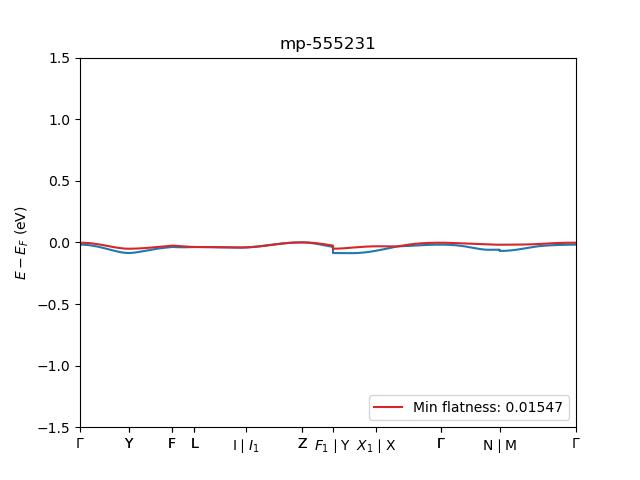 mp-555231
1.5
1.0
0.5
0.0
−0.5
−1.0
−1.5
E − E_F (eV)
Min flatness: 0.01547
Γ Y F L I | I₁ Z F₁ | Y X₁ | X Γ N | M Γ